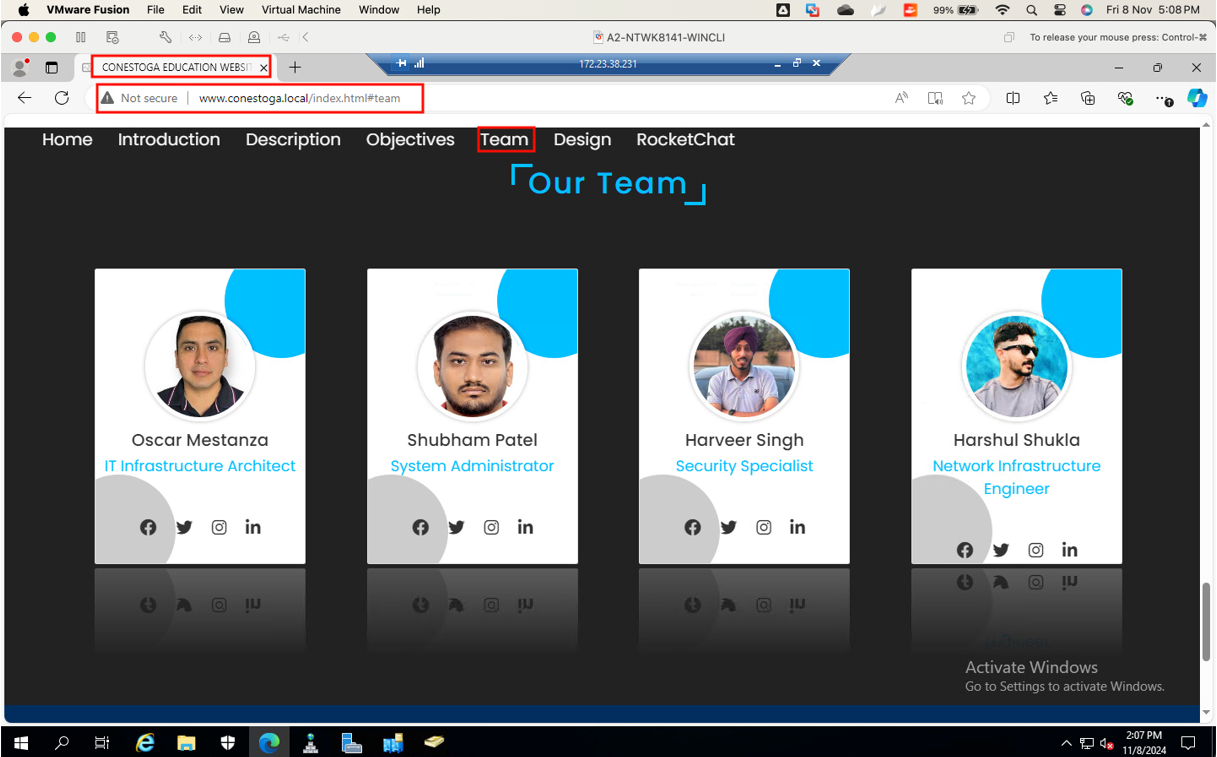 VMware Fusion File Edit View Virtual Machine Window Help 99% Fri 8 Nov 5:08 PM
A2-NTWK8141-WINCLI To release your mouse press: Control-⌘
CONESTOGA EDUCATION WEBSI 172.23.38.231
Not secure www.conestoga.local/index.html#team
Home Introduction Description Objectives Team Design RocketChat
Our Team
Oscar Mestanza
IT Infrastructure Architect
Shubham Patel
System Administrator
Harveer Singh
Security Specialist
Harshul Shukla
Network Infrastructure
Engineer
Activate Windows
Go to Settings to activate Windows.
2:07 PM
11/8/2024